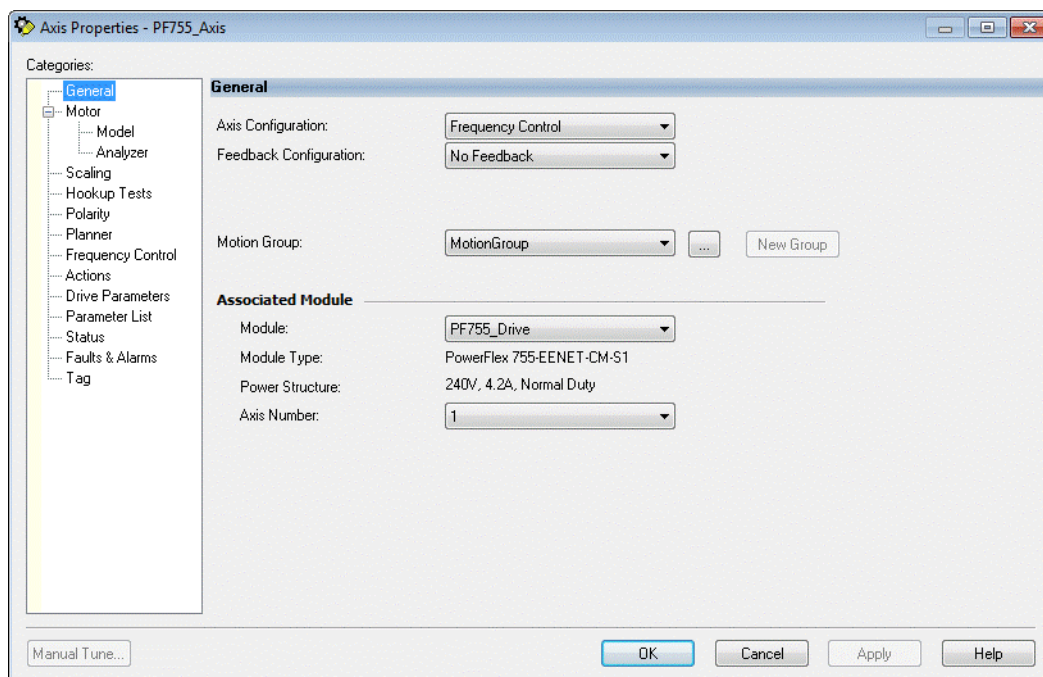 Axis Properties - PF755_Axis
Categories:
General
Motor
Model
Analyzer
Scaling
Hookup Tests
Polarity
Planner
Frequency Control
Actions
Drive Parameters
Parameter List
Status
Faults & Alarms
Tag
General
Axis Configuration: Frequency Control
Feedback Configuration: No Feedback
Motion Group: MotionGroup ... New Group
Associated Module
Module: PF755_Drive
Module Type: PowerFlex 755-EENET-CM-S1
Power Structure: 240V, 4.2A, Normal Duty
Axis Number: 1
Manual Tune... OK Cancel Apply Help